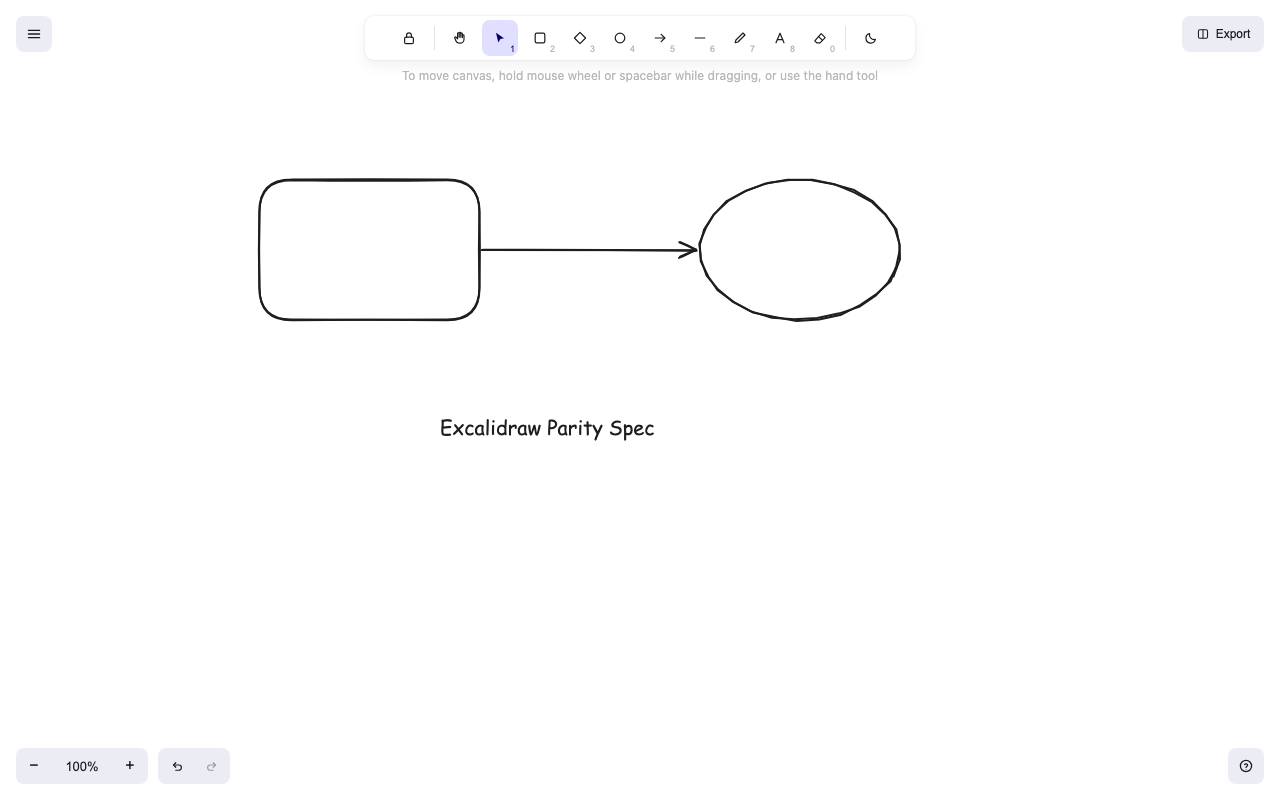 1
2
3
4
5
6
7
8
0
Export
To move canvas, hold mouse wheel or spacebar while dragging, or use the hand tool
Excalidraw Parity Spec
− 100% +